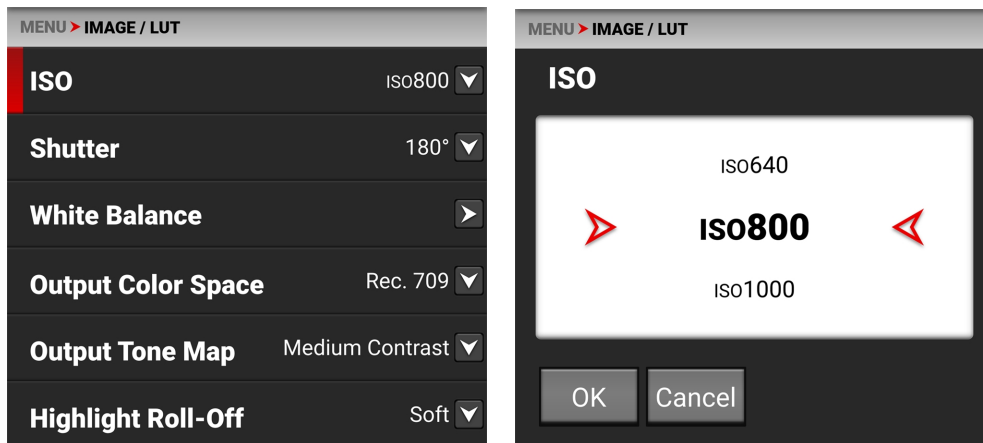 MENU > IMAGE / LUT
ISO ISO800
Shutter 180°
White Balance
Output Color Space Rec. 709
Output Tone Map Medium Contrast
Highlight Roll-Off Soft
MENU > IMAGE / LUT
ISO
ISO640
ISO800
ISO1000
OK Cancel